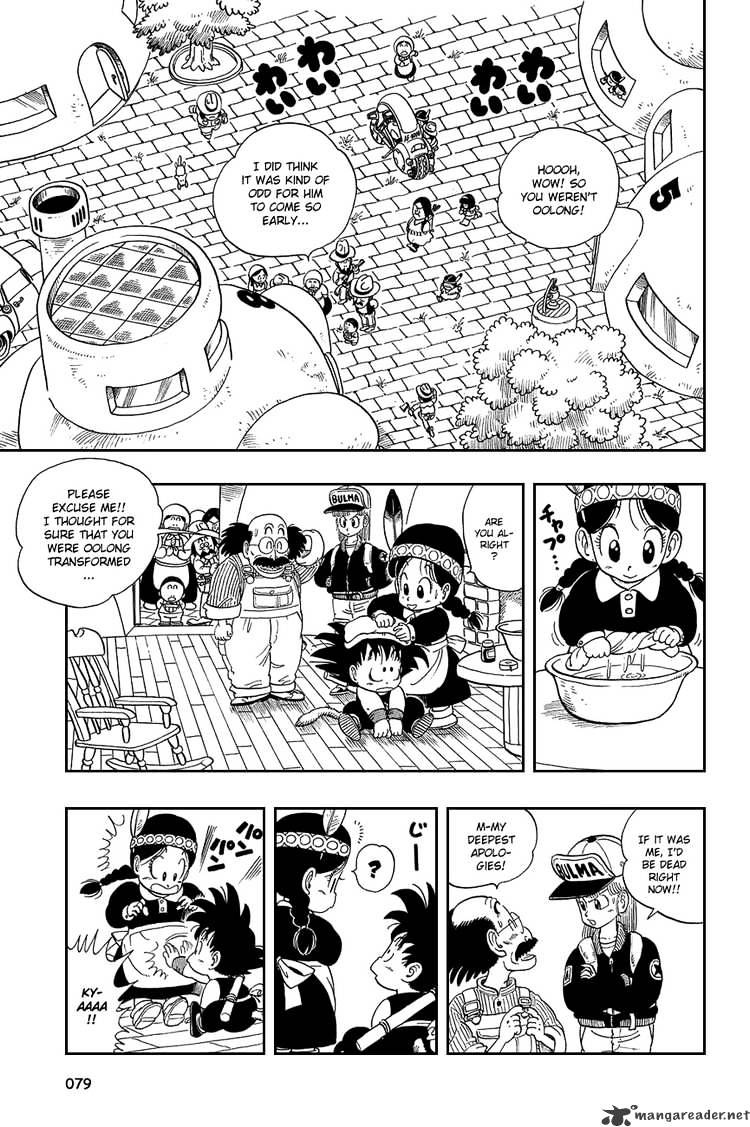 わい
わい
わい
わい
HOOOH,
WOW! SO
YOU WEREN'T
OOLONG!
I DID THINK
IT WAS KIND OF
ODD FOR HIM
TO COME SO
EARLY...
5
8
チャプ…
ARE
YOU AL-
RIGHT
?
BULMA
PLEASE
EXCUSE ME!!
I THOUGHT FOR
SURE THAT YOU
WERE OOLONG
TRANSFORMED
...
IF IT WAS
ME, I'D
BE DEAD
RIGHT
NOW!!
BULMA
M-MY
DEEPEST
APOLO-
GIES!
じー
?
パン
パン
KY-
AAAA
!!
079
mangareader.net